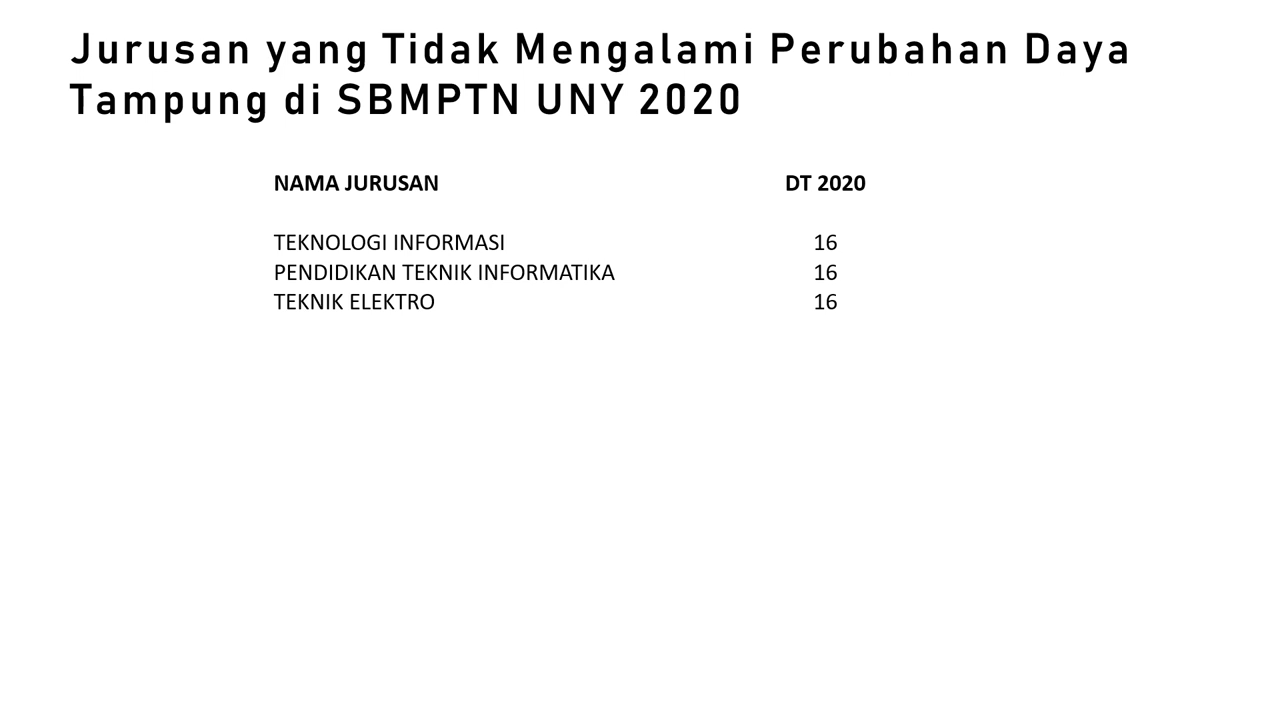 Jurusan yang Tidak Mengalami Perubahan Daya
Tampung di SBMPTN UNY 2020
NAMA JURUSAN DT 2020
TEKNOLOGI INFORMASI 16
PENDIDIKAN TEKNIK INFORMATIKA 16
TEKNIK ELEKTRO 16